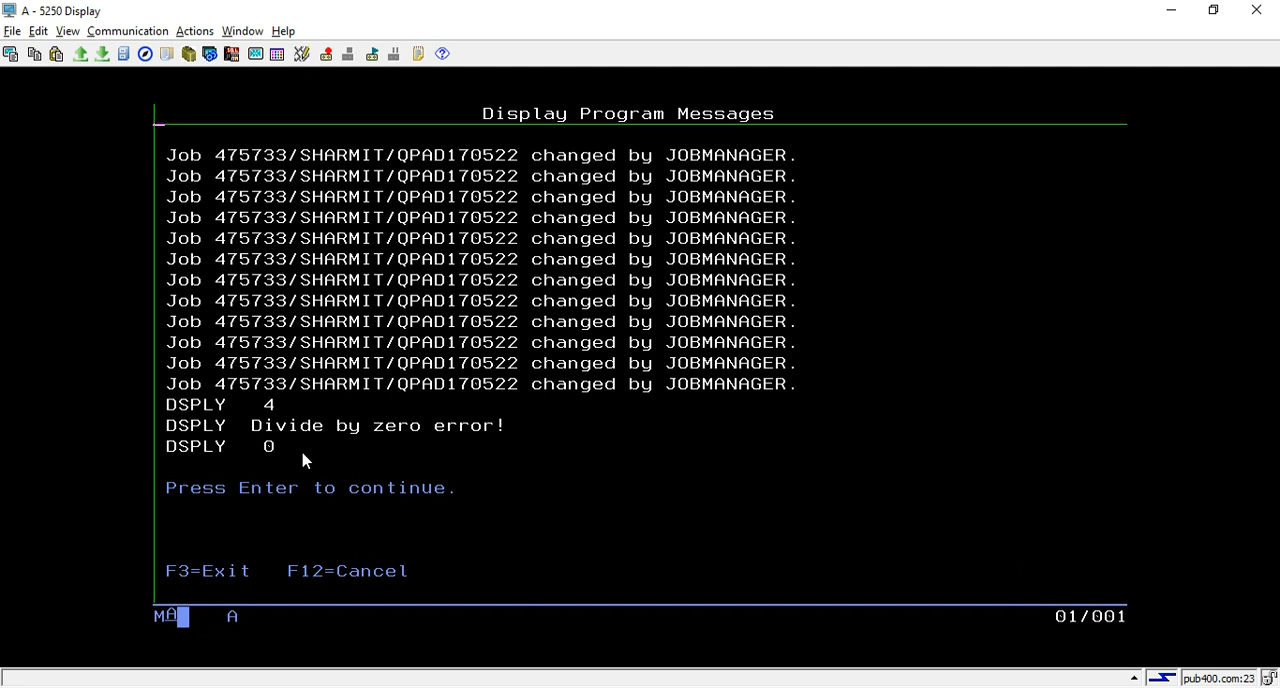 A - 5250 Display
File Edit View Communication Actions Window Help
Display Program Messages
Job 475733/SHARMIT/QPAD170522 changed by JOBMANAGER.
Job 475733/SHARMIT/QPAD170522 changed by JOBMANAGER.
Job 475733/SHARMIT/QPAD170522 changed by JOBMANAGER.
Job 475733/SHARMIT/QPAD170522 changed by JOBMANAGER.
Job 475733/SHARMIT/QPAD170522 changed by JOBMANAGER.
Job 475733/SHARMIT/QPAD170522 changed by JOBMANAGER.
Job 475733/SHARMIT/QPAD170522 changed by JOBMANAGER.
Job 475733/SHARMIT/QPAD170522 changed by JOBMANAGER.
Job 475733/SHARMIT/QPAD170522 changed by JOBMANAGER.
Job 475733/SHARMIT/QPAD170522 changed by JOBMANAGER.
Job 475733/SHARMIT/QPAD170522 changed by JOBMANAGER.
Job 475733/SHARMIT/QPAD170522 changed by JOBMANAGER.
DSPLY 4
DSPLY Divide by zero error!
DSPLY 0
Press Enter to continue.
F3=Exit F12=Cancel
MA A 01/001
pub400.com:23